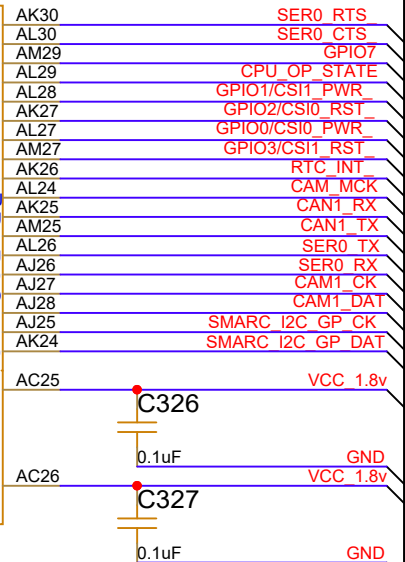 AK30 SER0_RTS_
AL30 SER0_CTS_
AM29 GPIO7
AL29 CPU_OP_STATE
AL28 GPIO1/CSI1_PWR_
AK27 GPIO2/CSI0_RST_
AL27 GPIO0/CSI0_PWR_
AM27 GPIO3/CSI1_RST_
AK26 RTC_INT_
AL24 CAM_MCK
AK25 CAN1_RX
AM25 CAN1_TX
AL26 SER0_TX
AJ26 SER0_RX
AJ27 CAM1_CK
AJ28 CAM1_DAT
AJ25 SMARC_I2C_GP_CK
AK24 SMARC_I2C_GP_DAT
AC25 VCC_1.8v
C326
0.1uF GND
AC26 VCC_1.8v
C327
0.1uF GND